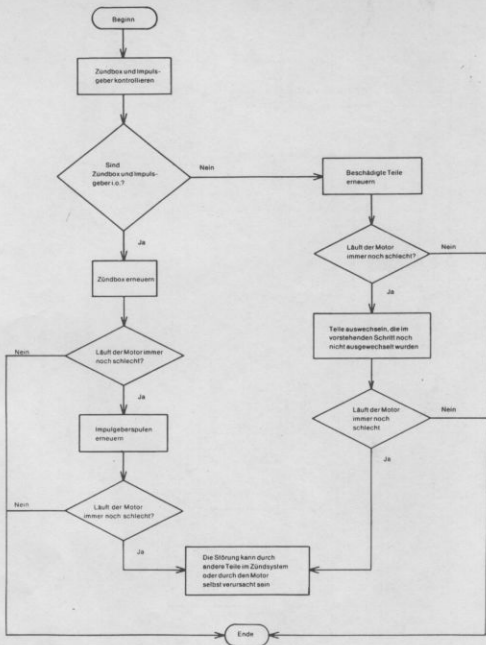 Beginn
Zündbox und Impuls-
geber kontrollieren
Sind
Zündbox und Impuls-
geber i.o.?
Nein
Beschädigte Teile
erneuern
Ja
Läuft der Motor
immer noch schlecht?
Nein
Zündbox erneuern
Ja
Teile auswechseln, die im
vorstehenden Schritt noch
nicht ausgewechselt wurden
Nein
Läuft der Motor immer
noch schlecht?
Ja
Läuft der Motor
immer noch
schlecht
Nein
Impulgeberspulen
erneuern
Ja
Nein
Läuft der Motor
immer noch schlecht?
Ja
Die Störung kann durch
andere Teile im Zündsystem
oder durch den Motor
selbst verursacht sein
Ende